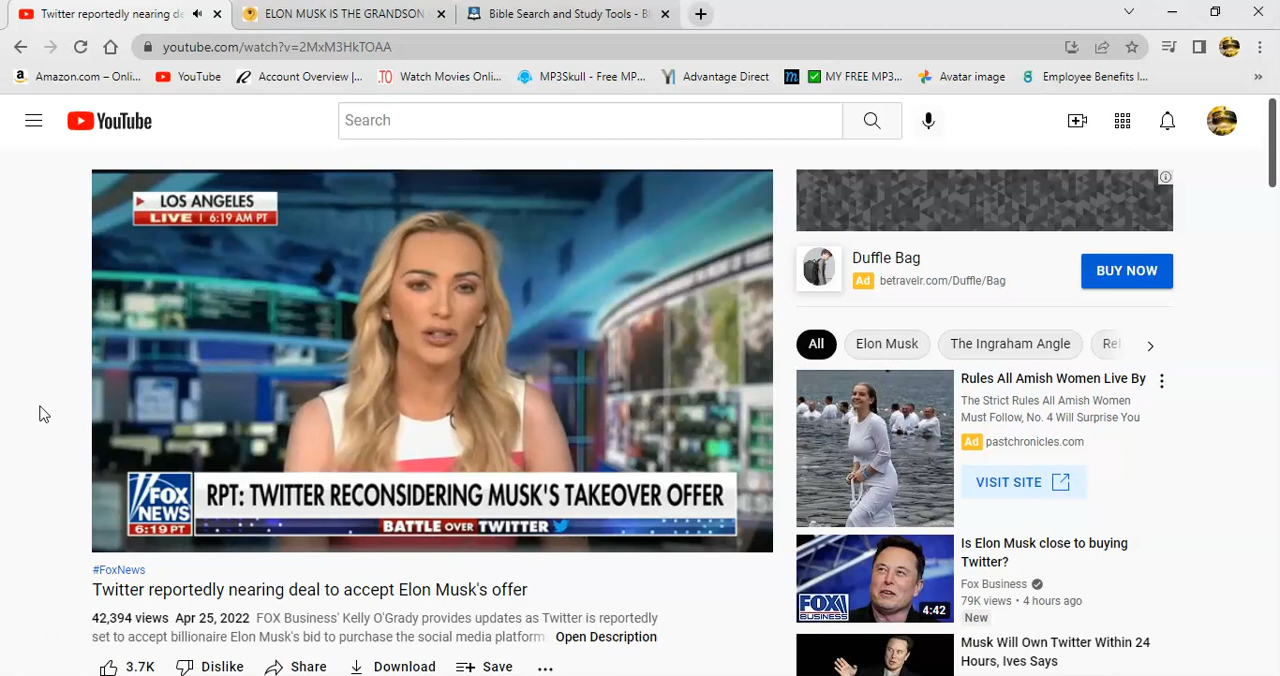 Twitter reportedly nearing de
ELON MUSK IS THE GRANDSON
Bible Search and Study Tools - B
youtube.com/watch?v=2MxM3HkTOAA
Amazon.com – Onli...
YouTube
Account Overview |...
Watch Movies Onli...
MP3Skull - Free MP...
Advantage Direct
MY FREE MP3...
Avatar image
Employee Benefits I...
YouTube
Search
LOS ANGELES
LIVE | 6:19 AM PT
FOX
NEWS
6:19 PT
RPT: TWITTER RECONSIDERING MUSK'S TAKEOVER OFFER
BATTLE OVER TWITTER
#FoxNews
Twitter reportedly nearing deal to accept Elon Musk's offer
42,394 views Apr 25, 2022 FOX Business' Kelly O'Grady provides updates as Twitter is reportedly
set to accept billionaire Elon Musk's bid to purchase the social media platform. Open Description
3.7K Dislike Share Download Save
Duffle Bag
Ad betravelr.com/Duffle/Bag
BUY NOW
All Elon Musk The Ingraham Angle Rel
Rules All Amish Women Live By
The Strict Rules All Amish Women
Must Follow, No. 4 Will Surprise You
Ad pastchronicles.com
VISIT SITE
FOX
BUSINESS
4:42
Is Elon Musk close to buying
Twitter?
Fox Business
79K views • 4 hours ago
New
Musk Will Own Twitter Within 24
Hours, Ives Says